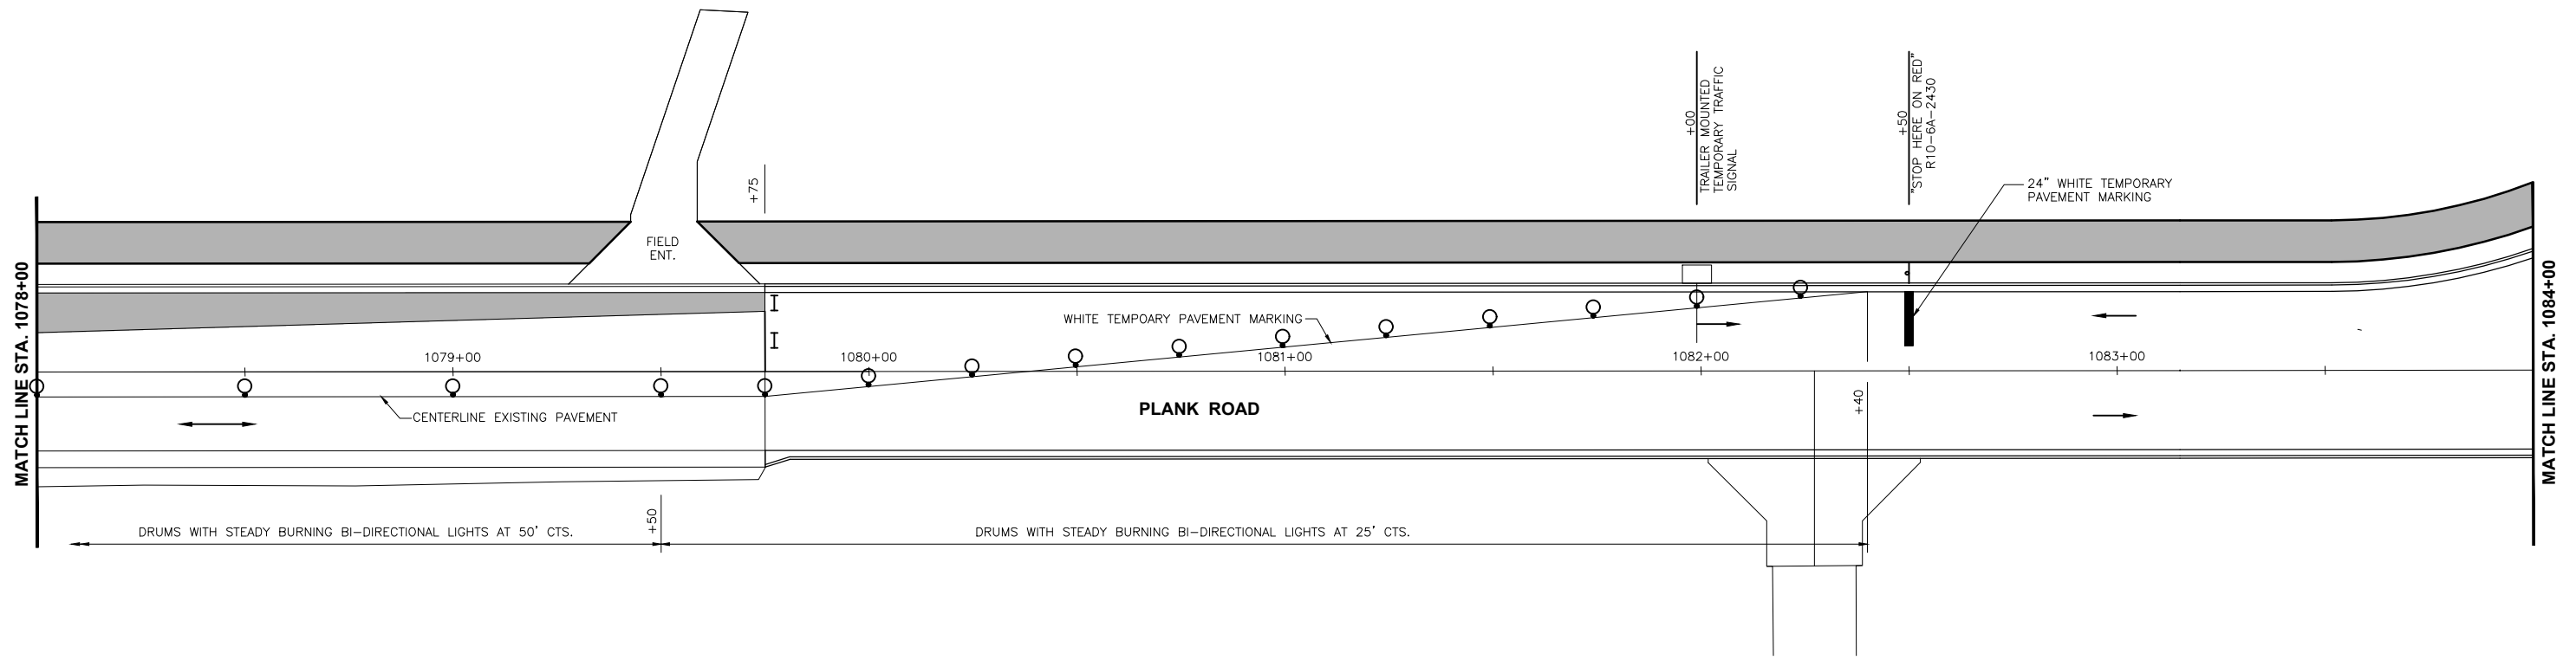 +75
+00
TRAILER MOUNTED
TEMPORARY TRAFFIC
SIGNAL
+50
"STOP HERE ON RED"
R10-6A-2430
24" WHITE TEMPORARY
PAVEMENT MARKING
FIELD
ENT.
MATCH LINE STA. 1078+00
MATCH LINE STA. 1084+00
WHITE TEMPOARY PAVEMENT MARKING
1079+00
1080+00
1081+00
1082+00
1083+00
CENTERLINE EXISTING PAVEMENT
PLANK ROAD
+40
+50
DRUMS WITH STEADY BURNING BI-DIRECTIONAL LIGHTS AT 50' CTS.
DRUMS WITH STEADY BURNING BI-DIRECTIONAL LIGHTS AT 25' CTS.